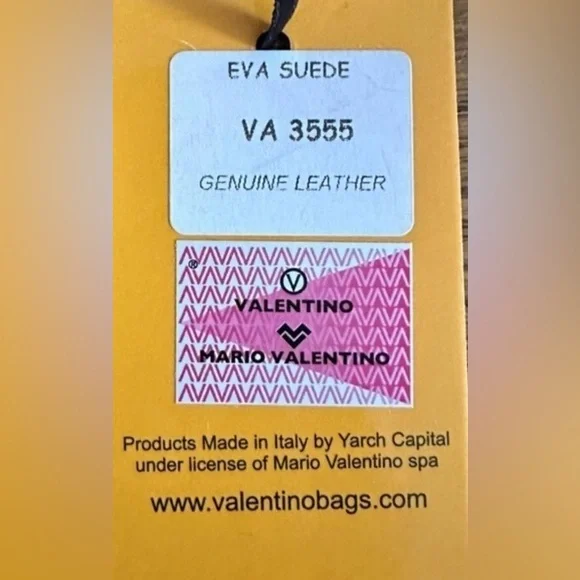 EVA SUEDE
VA 3555
GENUINE LEATHER
®
V
VALENTINO
MARIO VALENTINO
Products Made in Italy by Yarch Capital
under license of Mario Valentino spa
www.valentinobags.com